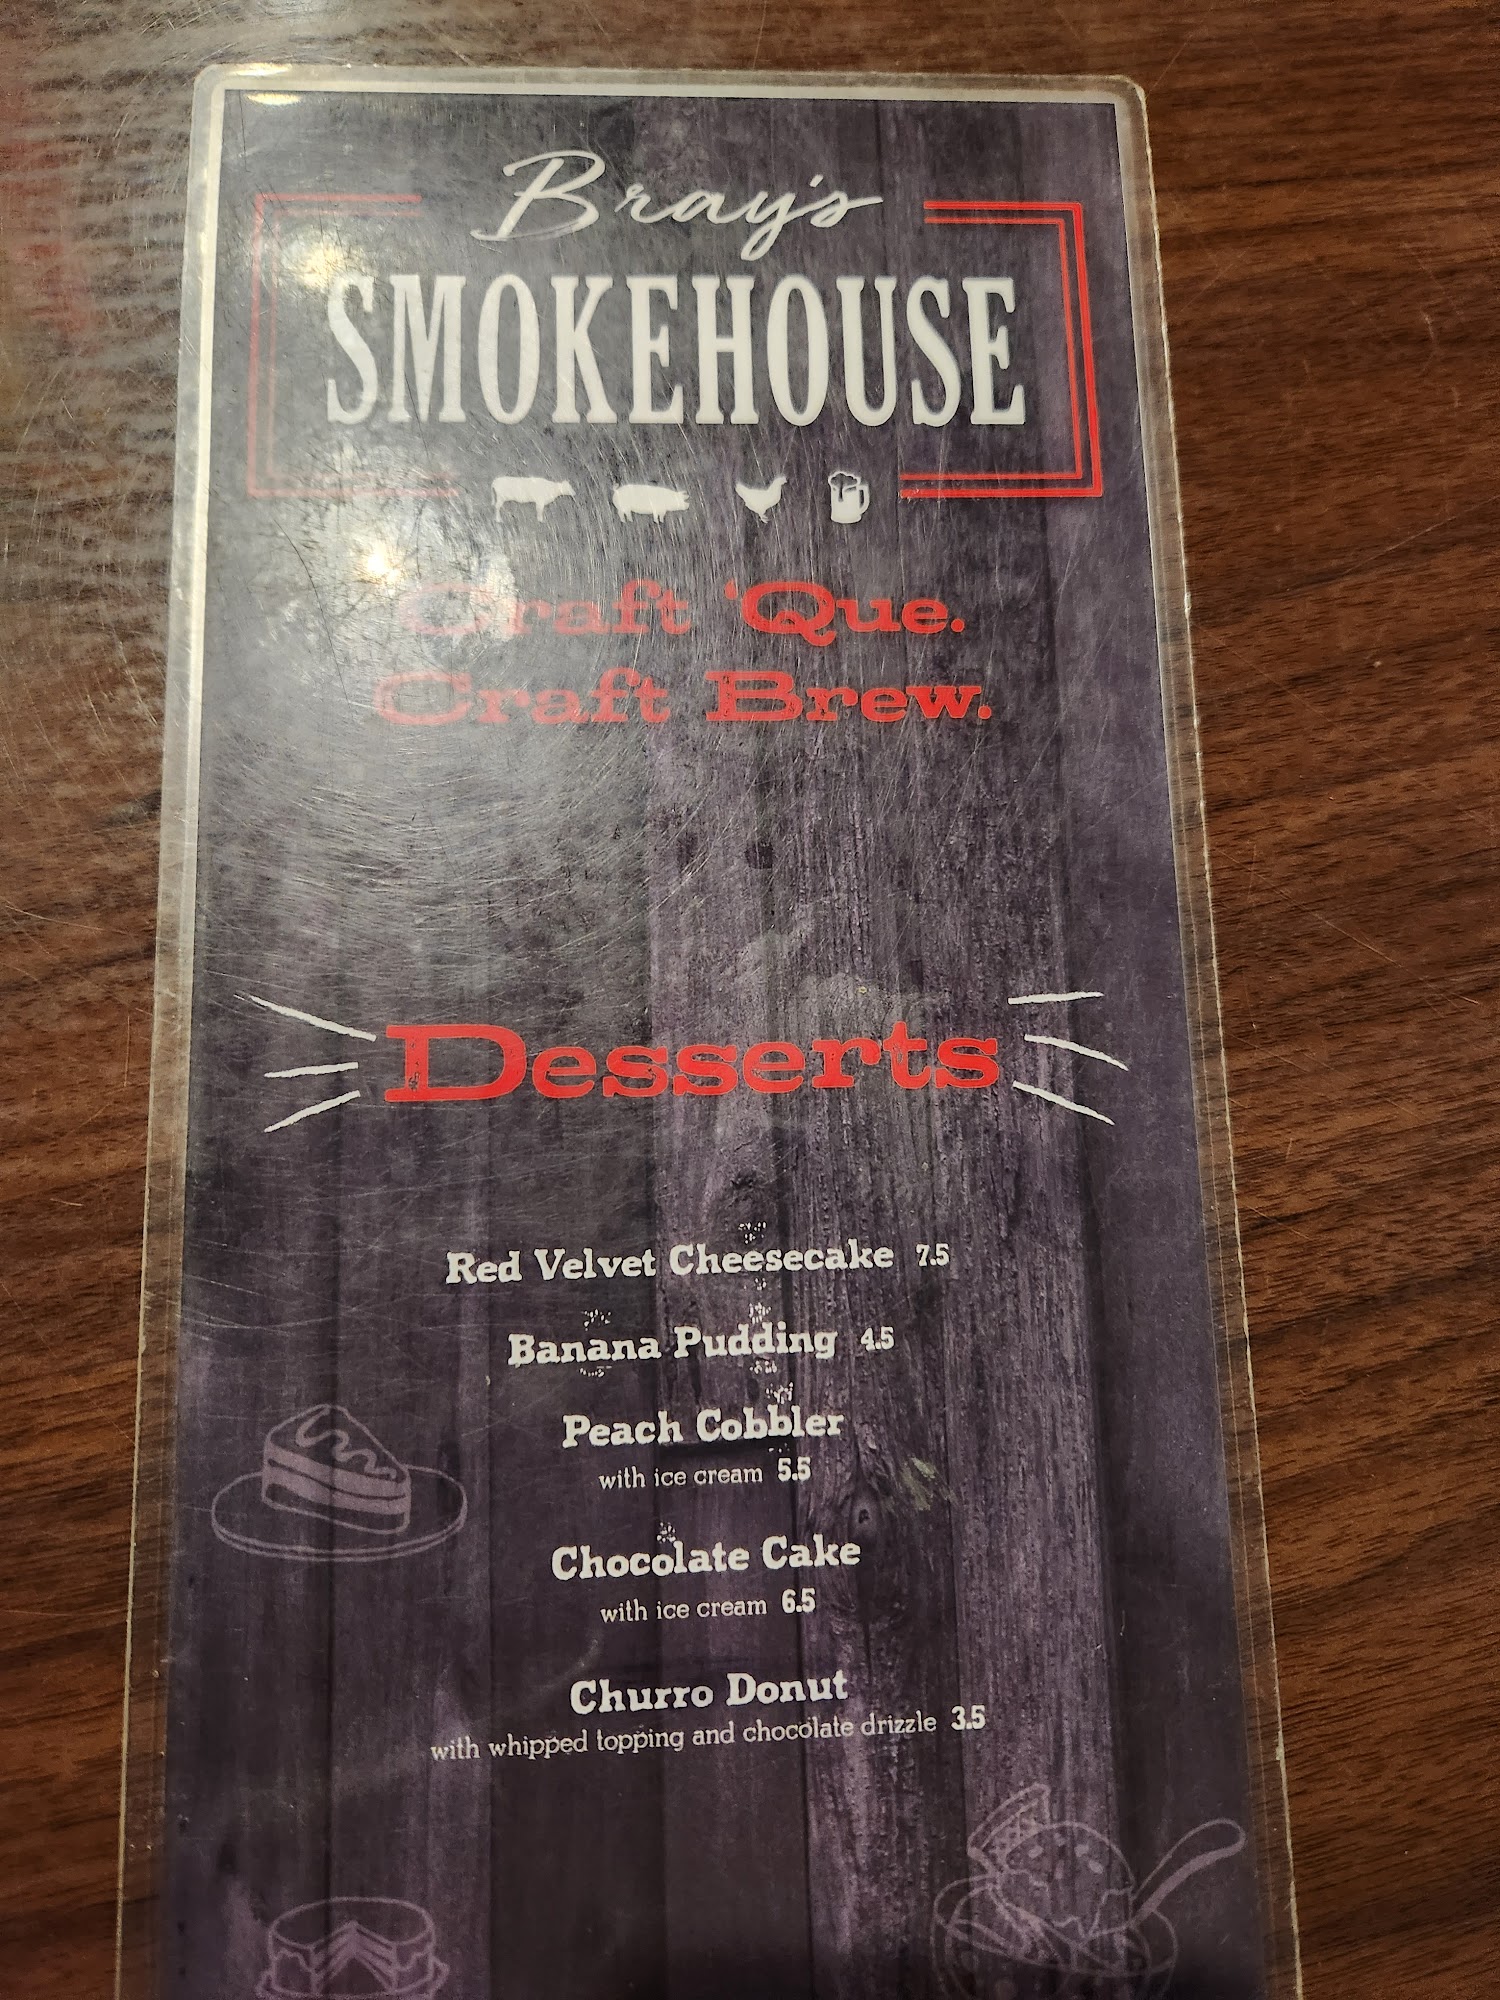 Bray's
SMOKEHOUSE
Craft 'Que.
Craft Brew.
Desserts
Red Velvet Cheesecake 7.5
Banana Pudding 4.5
Peach Cobbler
with ice cream 5.5
Chocolate Cake
with ice cream 6.5
Churro Donut
with whipped topping and chocolate drizzle 3.5